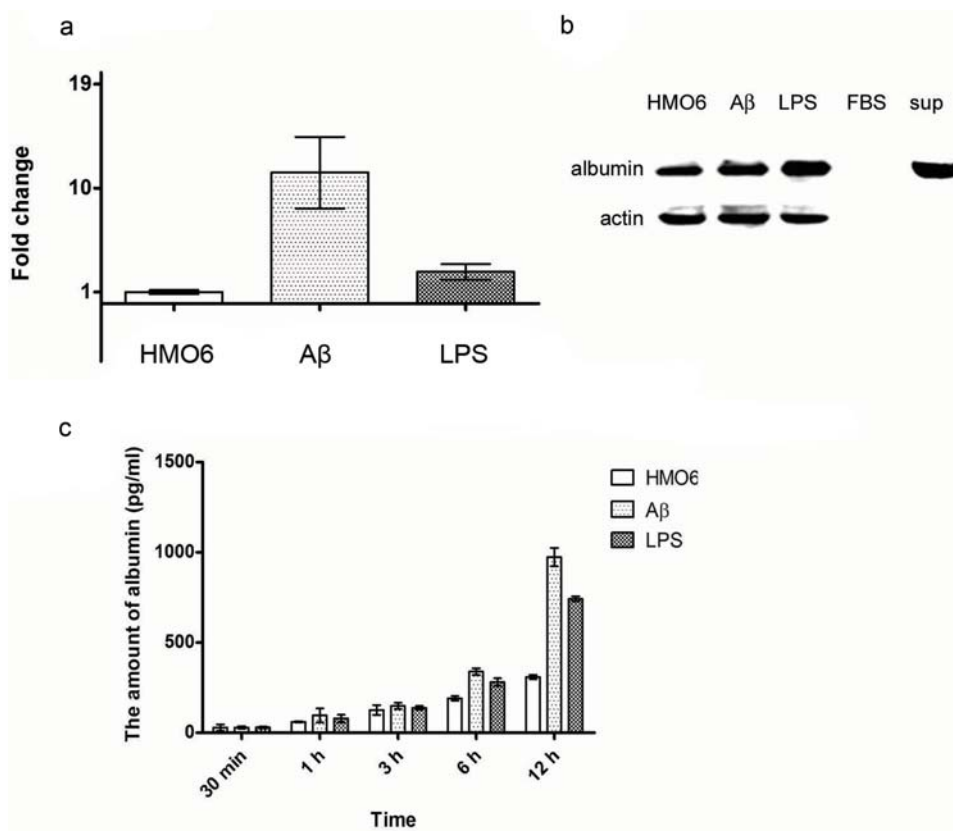 a
b
19
10
1
Fold change
HMO6
Aβ
LPS
HMO6 Aβ LPS FBS sup
albumin
actin
c
1500
1000
500
0
The amount of albumin (pg/ml)
HMO6
Aβ
LPS
30 min
1 h
3 h
6 h
12 h
Time